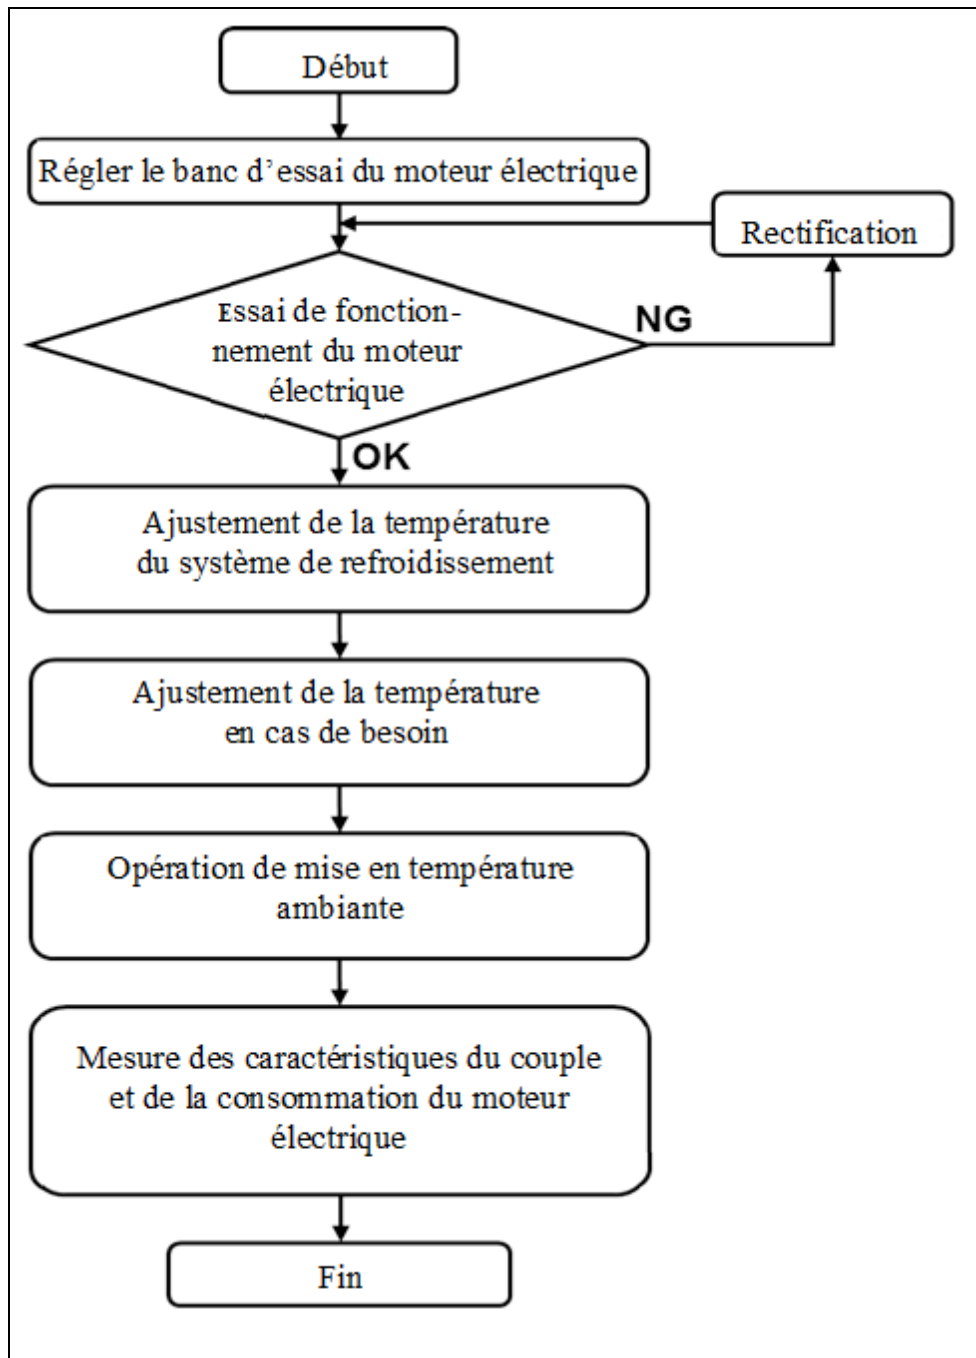 Début
Régler le banc d'essai du moteur électrique
Rectification
Essai de fonction-
nement du moteur
électrique
NG
OK
Ajustement de la température
du système de refroidissement
Ajustement de la température
en cas de besoin
Opération de mise en température
ambiante
Mesure des caractéristiques du couple
et de la consommation du moteur
électrique
Fin